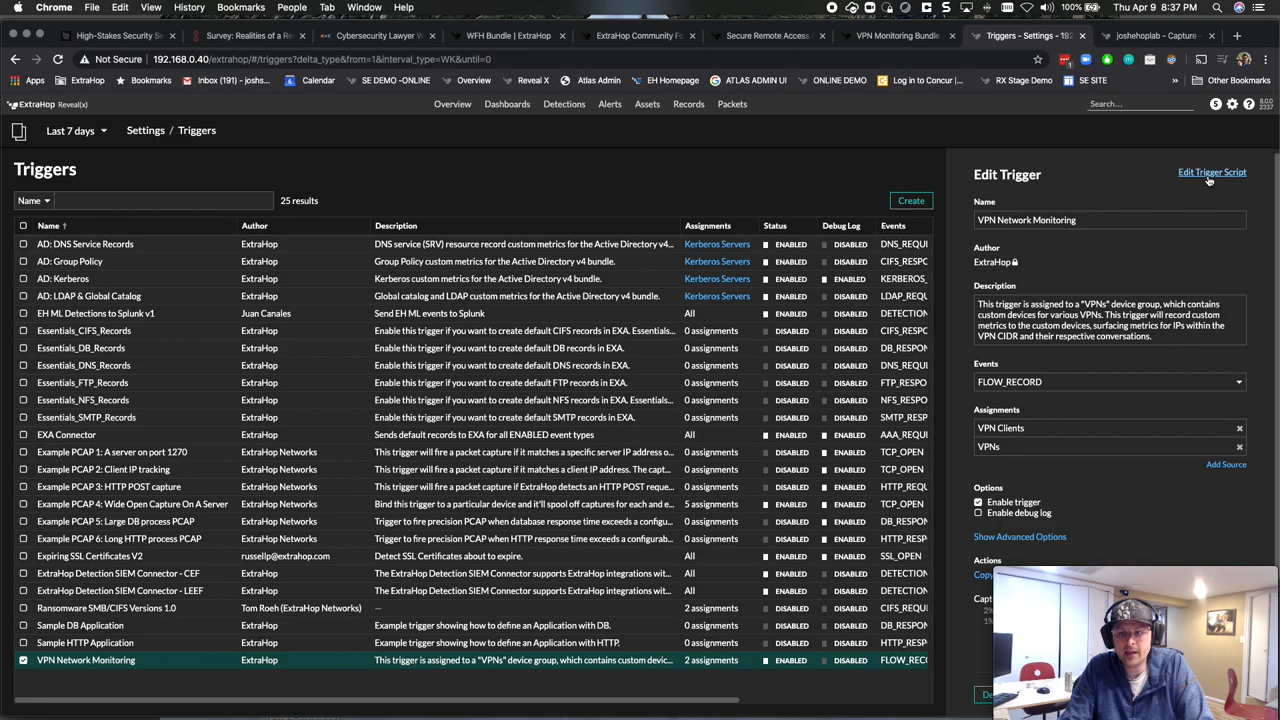 Chrome File Edit View History Bookmarks People Tab Window Help 100% Thu Apr 9 8:37 PM
High-Stakes Security Se Survey: Realities of a Re Cybersecurity Lawyer W WFH Bundle | ExtraHop ExtraHop Community Fo Secure Remote Access VPN Monitoring Bundle Triggers - Settings - 192 joshehoplab - Capture -
Not Secure 192.168.0.40/extrahop/#/triggers?delta_type&from=1&interval_type=WK&until=0
Apps ExtraHop Bookmarks Inbox (191) - joshs... Calendar SE DEMO -ONLINE Overview Reveal X Atlas Admin EH Homepage ATLAS ADMIN UI ONLINE DEMO Log in to Concur |... RX Stage Demo SE SITE » Other Bookmarks
ExtraHop Reveal(x) Overview Dashboards Detections Alerts Assets Records Packets Search... 8.0.0
2337
Last 7 days Settings / Triggers
Triggers
Name 25 results Create
Name ↑ Author Description Assignments Status Debug Log Events
AD: DNS Service Records ExtraHop DNS service (SRV) resource record custom metrics for the Active Directory v4... Kerberos Servers ENABLED DISABLED DNS_REQUI
AD: Group Policy ExtraHop Group Policy custom metrics for the Active Directory v4 bundle. Kerberos Servers ENABLED DISABLED CIFS_RESPO
AD: Kerberos ExtraHop Kerberos custom metrics for the Active Directory v4 bundle. Kerberos Servers ENABLED ENABLED KERBEROS_
AD: LDAP & Global Catalog ExtraHop Global catalog and LDAP custom metrics for the Active Directory v4 bundle. Kerberos Servers ENABLED DISABLED LDAP_REQU
EH ML Detections to Splunk v1 Juan Canales Send EH ML events to Splunk All ENABLED DISABLED DETECTION
Essentials_CIFS_Records ExtraHop Enable this trigger if you want to create default CIFS records in EXA. Essentials... 0 assignments DISABLED DISABLED CIFS_RESPO
Essentials_DB_Records ExtraHop Enable this trigger if you want to create default DB records in EXA. 0 assignments DISABLED DISABLED DB_RESPON
Essentials_DNS_Records ExtraHop Enable this trigger if you want to create default DNS records in EXA. 0 assignments DISABLED DISABLED DNS_RESPO
Essentials_FTP_Records ExtraHop Enable this trigger if you want to create default FTP records in EXA. 0 assignments DISABLED DISABLED FTP_RESPO
Essentials_NFS_Records ExtraHop Enable this trigger if you want to create default NFS records in EXA. Essentials... 0 assignments DISABLED DISABLED NFS_RESPO
Essentials_SMTP_Records ExtraHop Enable this trigger if you want to create default SMTP records in EXA. 0 assignments DISABLED DISABLED SMTP_RESP
EXA Connector ExtraHop Sends default records to EXA for all ENABLED event types All ENABLED ENABLED AAA_REQUI
Example PCAP 1: A server on port 1270 ExtraHop Networks This trigger will fire a packet capture if it matches a specific server IP address o... 0 assignments DISABLED DISABLED TCP_OPEN
Example PCAP 2: Client IP tracking ExtraHop Networks This trigger will fire a packet capture if it matches a client IP address. The capt... 0 assignments DISABLED DISABLED TCP_OPEN
Example PCAP 3: HTTP POST capture ExtraHop Networks This trigger will fire a packet capture if ExtraHop detects an HTTP POST reque... 0 assignments DISABLED DISABLED HTTP_REQU
Example PCAP 4: Wide Open Capture On A Server ExtraHop Networks Bind this trigger to a particular device and it'll spool off captures for each and e... 5 assignments ENABLED ENABLED TCP_OPEN
Example PCAP 5: Large DB process PCAP ExtraHop Networks Trigger to fire precision PCAP when database response time exceeds a configu... 0 assignments DISABLED DISABLED DB_RESPON
Example PCAP 6: Long HTTP process PCAP ExtraHop Networks Trigger to fire precision PCAP when HTTP response time exceeds a configurab... 0 assignments DISABLED DISABLED HTTP_RESP
Expiring SSL Certificates V2 russellp@extrahop.com Detect SSL Certificates about to expire. All ENABLED DISABLED SSL_OPEN
ExtraHop Detection SIEM Connector - CEF ExtraHop The ExtraHop Detection SIEM Connector supports ExtraHop integrations wit... All ENABLED DISABLED DETECTION
ExtraHop Detection SIEM Connector - LEEF ExtraHop The ExtraHop Detection SIEM Connector supports ExtraHop integrations wit... All ENABLED DISABLED DETECTION
Ransomware SMB/CIFS Versions 1.0 Tom Roeh (ExtraHop Networks) — 2 assignments DISABLED DISABLED CIFS_REQUI
Sample DB Application ExtraHop Example trigger showing how to define an Application with DB. 0 assignments DISABLED DISABLED DB_RESPON
Sample HTTP Application ExtraHop Example trigger showing how to define an Application with HTTP. 0 assignments DISABLED DISABLED HTTP_RESP
VPN Network Monitoring ExtraHop This trigger is assigned to a "VPNs" device group, which contains custom devic... 2 assignments ENABLED DISABLED FLOW_RECO
Edit Trigger Edit Trigger Script
Name
VPN Network Monitoring
Author
ExtraHop
Description
This trigger is assigned to a "VPNs" device group, which contains
custom devices for various VPNs. This trigger will record custom
metrics to the custom devices, surfacing metrics for IPs within the
VPN CIDR and their respective conversations.
Events
FLOW_RECORD
Assignments
VPN Clients ×
VPNs ×
Add Source
Options
Enable trigger
Enable debug log
Show Advanced Options
Actions
Copy
Capt
De